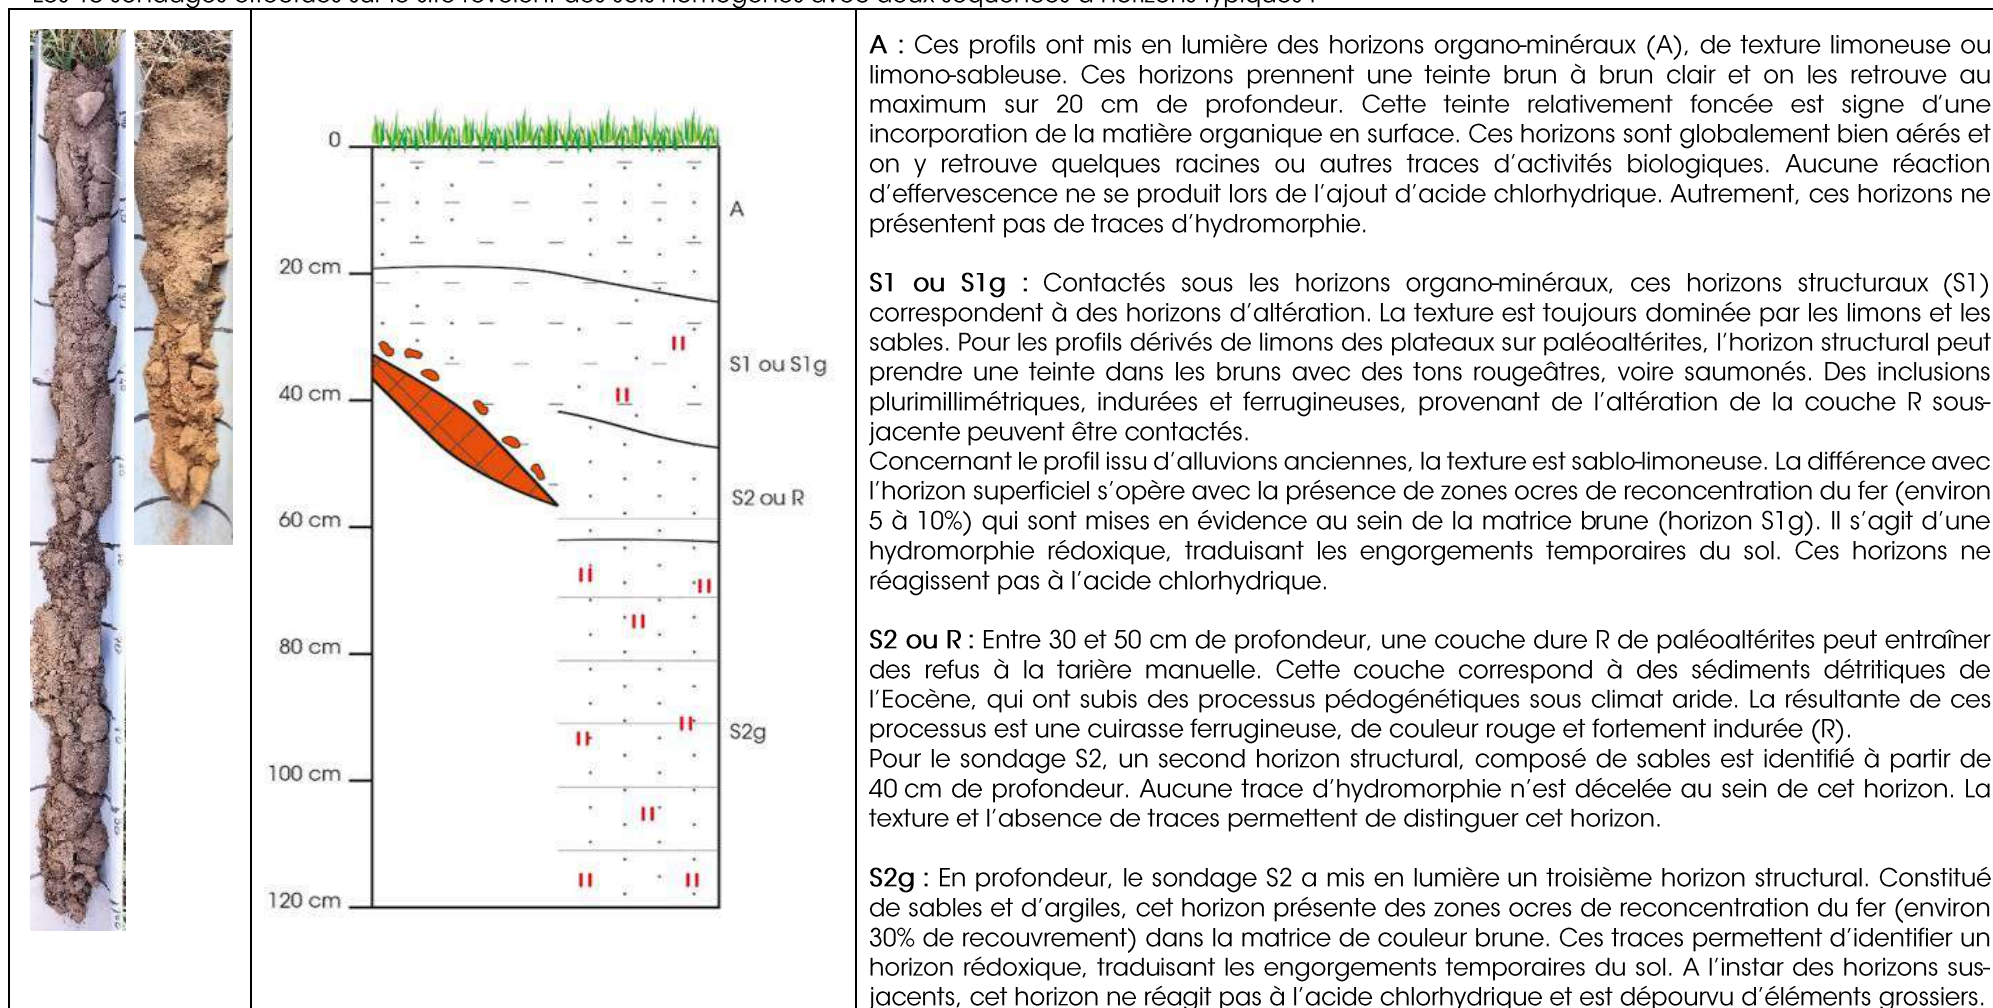 0
20 cm
40 cm
60 cm
80 cm
100 cm
120 cm
A
S1 ou S1g
S2 ou R
S2g
A : Ces profils ont mis en lumière des horizons organo-minéraux (A), de texture limoneuse ou
limono-sableuse. Ces horizons prennent une teinte brun à brun clair et on les retrouve au
maximum sur 20 cm de profondeur. Cette teinte relativement foncée est signe d'une
incorporation de la matière organique en surface. Ces horizons sont globalement bien aérés et
on y retrouve quelques racines ou autres traces d'activités biologiques. Aucune réaction
d'effervescence ne se produit lors de l'ajout d'acide chlorhydrique. Autrement, ces horizons ne
présentent pas de traces d'hydromorphie.
S1 ou S1g : Contactés sous les horizons organo-minéraux, ces horizons structuraux (S1)
correspondent à des horizons d'altération. La texture est toujours dominée par les limons et les
sables. Pour les profils dérivés de limons des plateaux sur paléoaltérites, l'horizon structural peut
prendre une teinte dans les bruns avec des tons rougeâtres, voire saumonés. Des inclusions
plurimillimétriques, indurées et ferrugineuses, provenant de l'altération de la couche R sous-
jacente peuvent être contactés.
Concernant le profil issu d'alluvions anciennes, la texture est sablo-limoneuse. La différence avec
l'horizon superficiel s'opère avec la présence de zones ocres de reconcentration du fer (environ
5 à 10%) qui sont mises en évidence au sein de la matrice brune (horizon S1g). Il s'agit d'une
hydromorphie rédoxique, traduisant les engorgements temporaires du sol. Ces horizons ne
réagissent pas à l'acide chlorhydrique.
S2 ou R : Entre 30 et 50 cm de profondeur, une couche dure R de paléoaltérites peut entraîner
des refus à la tarière manuelle. Cette couche correspond à des sédiments détritiques de
l'Eocène, qui ont subis des processus pédogénétiques sous climat aride. La résultante de ces
processus est une cuirasse ferrugineuse, de couleur rouge et fortement indurée (R).
Pour le sondage S2, un second horizon structural, composé de sables est identifié à partir de
40 cm de profondeur. Aucune trace d'hydromorphie n'est décelée au sein de cet horizon. La
texture et l'absence de traces permettent de distinguer cet horizon.
S2g : En profondeur, le sondage S2 a mis en lumière un troisième horizon structural. Constitué
de sables et d'argiles, cet horizon présente des zones ocres de reconcentration du fer (environ
30% de recouvrement) dans la matrice de couleur brune. Ces traces permettent d'identifier un
horizon rédoxique, traduisant les engorgements temporaires du sol. A l'instar des horizons sus-
jacents, cet horizon ne réagit pas à l'acide chlorhydrique et est dépourvu d'éléments grossiers.